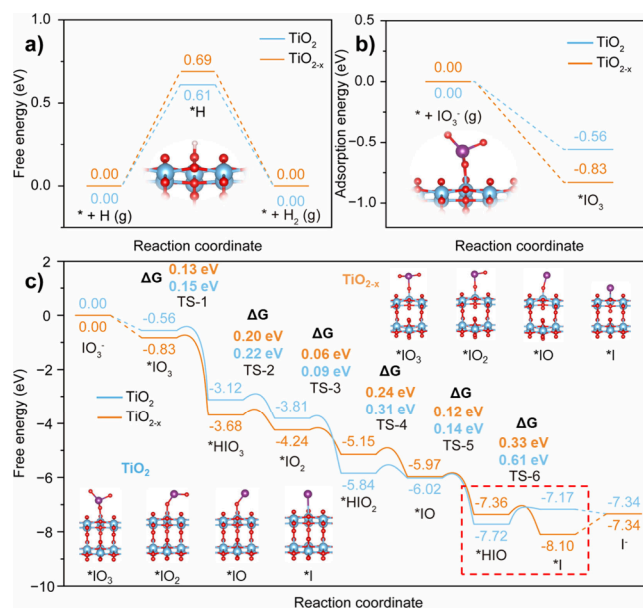 a)
Free energy (eV)
1.0
0.5
0.0
TiO2
TiO2-x
0.69
0.61
*H
0.00
0.00
* + H (g)
0.00
0.00
* + H2 (g)
Reaction coordinate
b)
Adsorption energy (eV)
0.5
0.0
−0.5
−1.0
TiO2
TiO2-x
0.00
0.00
* + IO3- (g)
-0.56
-0.83
*IO3
Reaction coordinate
c)
Free energy (eV)
2
0
−2
−4
−6
−8
−10
0.00
0.00
IO3-
-0.56
-0.83
*IO3
ΔG
0.13 eV
0.15 eV
TS-1
-3.12
-3.68
*HIO3
ΔG
0.20 eV
0.22 eV
TS-2
-3.81
-4.24
*IO2
ΔG
0.06 eV
0.09 eV
TS-3
-5.15
-5.84
*HIO2
ΔG
0.24 eV
0.31 eV
TS-4
-5.97
-6.02
*IO
ΔG
0.12 eV
0.14 eV
TS-5
-7.36
-7.72
*HIO
ΔG
0.33 eV
0.61 eV
TS-6
-7.17
-8.10
*I
-7.34
-7.34
I-
TiO2-x
*IO3
*IO2
*IO
*I
TiO2
TiO2-x
TiO2
*IO3
*IO2
*IO
*I
Reaction coordinate